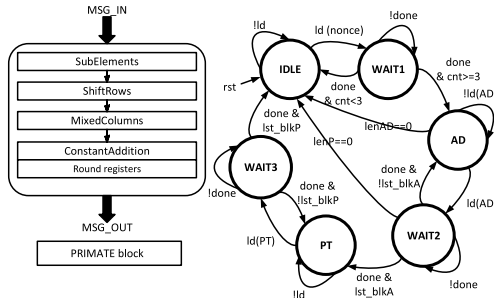 MSG_IN
SubElements
ShiftRows
MixedColumns
ConstantAddition
Round registers
MSG_OUT
PRIMATE block
!ld
ld (nonce)
!done
IDLE
WAIT1
rst
done
& cnt<3
done
& cnt>=3
!ld(AD
lenAD==0
AD
done &
lst_blkP
lenP==0
WAIT3
done &
!lst_blkA
!done
done &
!lst_blkP
ld(AD
ld(PT)
PT
WAIT2
!ld
done &
lst_blkA
!done